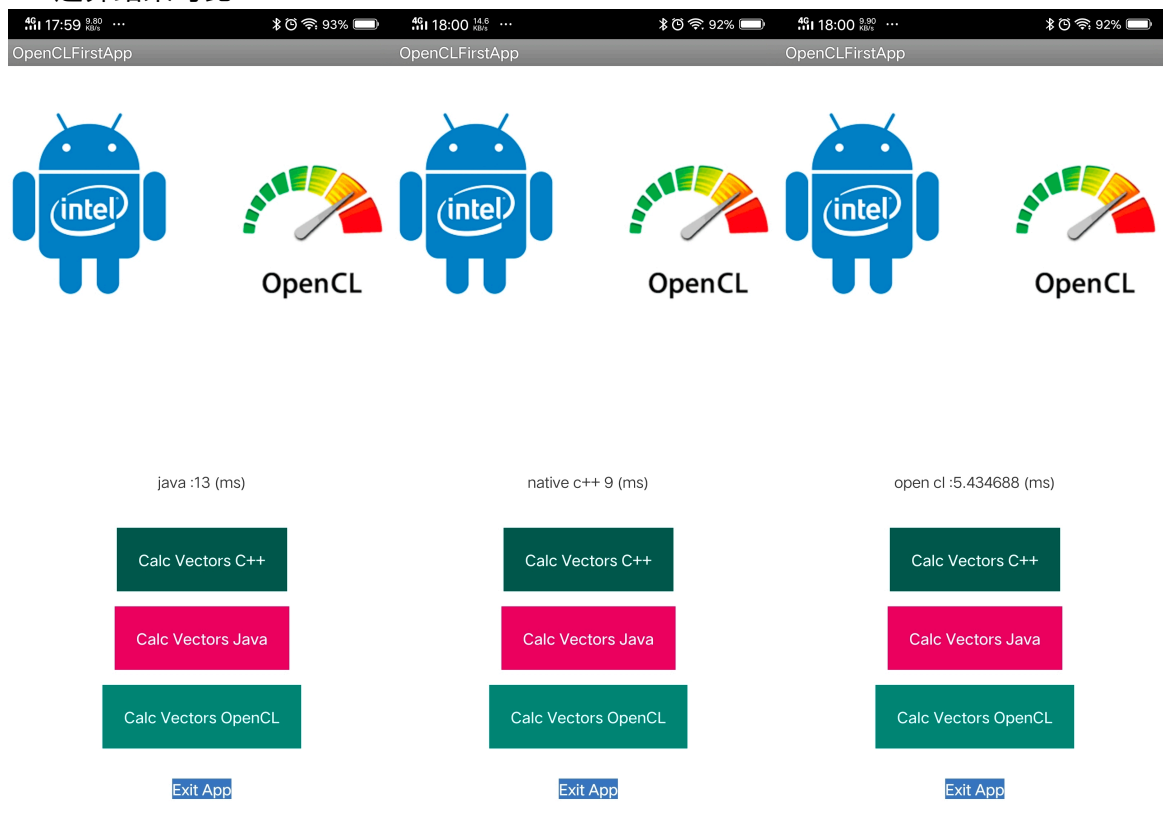 4G 17:59 9.80 KB/s ··· 93%
OpenCLFirstApp
intel
OpenCL
java :13 (ms)
Calc Vectors C++
Calc Vectors Java
Calc Vectors OpenCL
Exit App
4G 18:00 14.6 KB/s ··· 92%
OpenCLFirstApp
intel
OpenCL
native c++ 9 (ms)
Calc Vectors C++
Calc Vectors Java
Calc Vectors OpenCL
Exit App
4G 18:00 9.90 KB/s ··· 92%
OpenCLFirstApp
intel
OpenCL
open cl :5.434688 (ms)
Calc Vectors C++
Calc Vectors Java
Calc Vectors OpenCL
Exit App